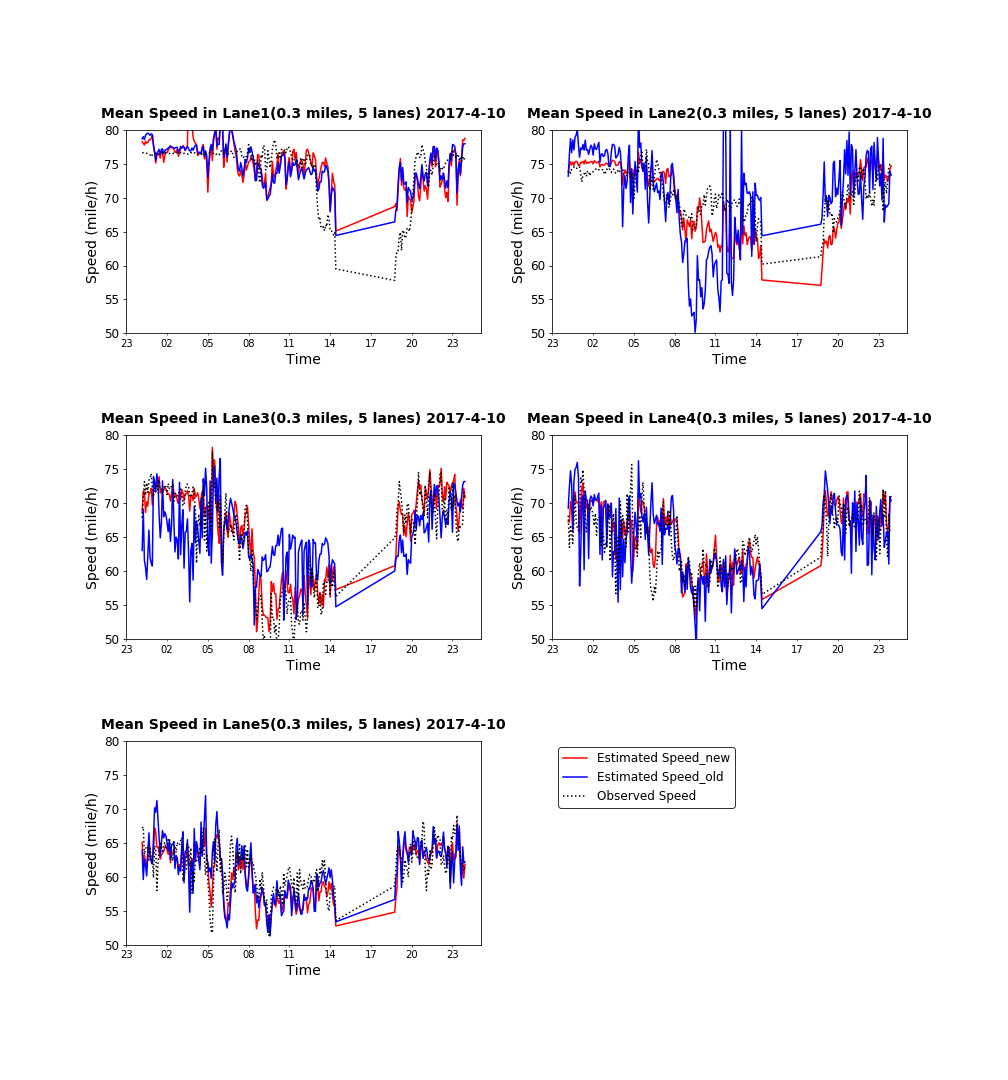 Mean Speed in Lane1(0.3 miles, 5 lanes) 2017-4-10
80
75
70
65
60
55
50
Speed (mile/h)
23 02 05 08 11 14 17 20 23
Time
Mean Speed in Lane2(0.3 miles, 5 lanes) 2017-4-10
80
75
70
65
60
55
50
Speed (mile/h)
23 02 05 08 11 14 17 20 23
Time
Mean Speed in Lane3(0.3 miles, 5 lanes) 2017-4-10
80
75
70
65
60
55
50
Speed (mile/h)
23 02 05 08 11 14 17 20 23
Time
Mean Speed in Lane4(0.3 miles, 5 lanes) 2017-4-10
80
75
70
65
60
55
50
Speed (mile/h)
23 02 05 08 11 14 17 20 23
Time
Mean Speed in Lane5(0.3 miles, 5 lanes) 2017-4-10
80
75
70
65
60
55
50
Speed (mile/h)
23 02 05 08 11 14 17 20 23
Time
Estimated Speed_new
Estimated Speed_old
Observed Speed